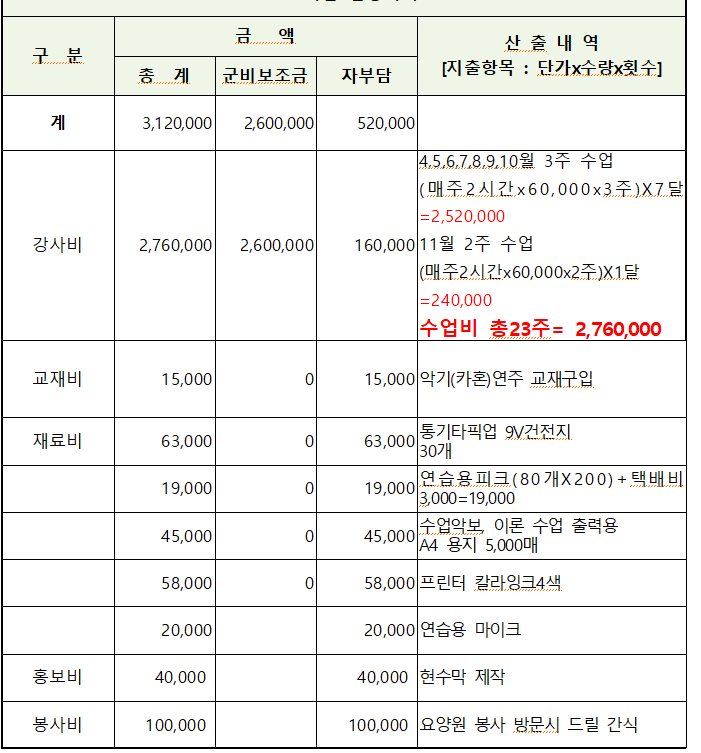 구 분 금 액 산 출 내 역
[지출항목 : 단가x수량x횟수]
총 계 군비보조금 자부담
계 3,120,000 2,600,000 520,000
강사비 2,760,000 2,600,000 160,000
4,5,6,7,8,9,10월 3주 수업
(매주2시간x60,000x3주)X7달
=2,520,000
11월 2주 수업
(매주2시간x60,000x2주)X1달
=240,000
수업비 총23주= 2,760,000
교재비 15,000 0 15,000 악기(카혼)연주 교재구입
재료비 63,000 0 63,000 통기타픽업 9V건전지
30개
19,000 0 19,000 연습용피크(80개X200)+택배비
3,000=19,000
45,000 0 45,000 수업악보, 이론 수업 출력용
A4 용지 5,000매
58,000 0 58,000 프린터 칼라잉크4색
20,000 20,000 연습용 마이크
홍보비 40,000 40,000 현수막 제작
봉사비 100,000 100,000 요양원 봉사 방문시 드릴 간식